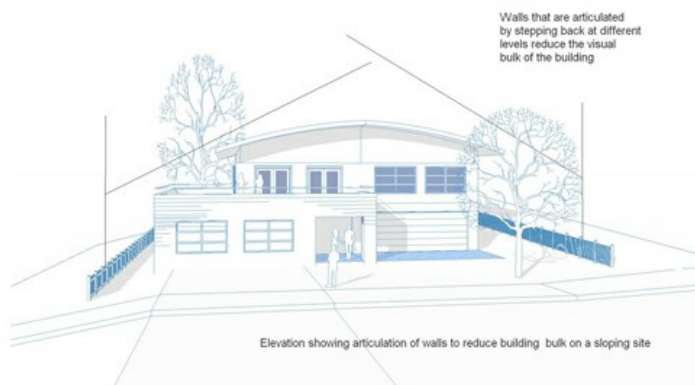 Walls that are articulated
by stepping back at different
levels reduce the visual
bulk of the building
Elevation showing articulation of walls to reduce building bulk on a sloping site